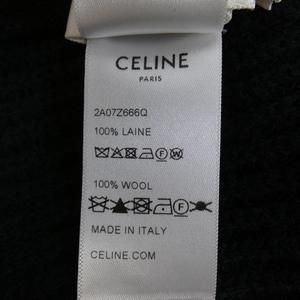 CELINE
PARIS
2A07Z666Q
100% LAINE
100% WOOL
MADE IN ITALY
CELINE.COM